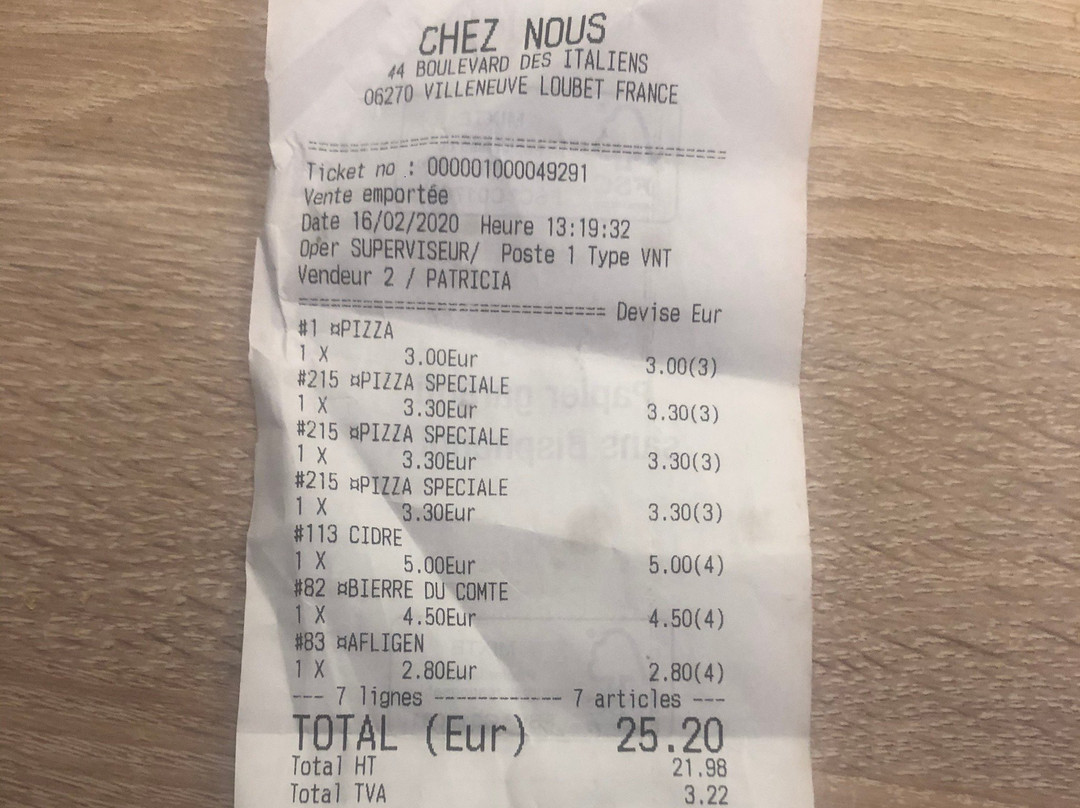 CHEZ NOUS
44 BOULEVARD DES ITALIENS
06270 VILLENEUVE LOUBET FRANCE
Ticket no : 000001000049291
Vente emportée
Date 16/02/2020 Heure 13:19:32
Oper SUPERVISEUR/ Poste 1 Type VNT
Vendeur 2 / PATRICIA
============================ Devise Eur
#1 ¤PIZZA
1 X 3.00Eur 3.00(3)
#215 ¤PIZZA SPECIALE
1 X 3.30Eur 3.30(3)
#215 ¤PIZZA SPECIALE
1 X 3.30Eur 3.30(3)
#215 ¤PIZZA SPECIALE
1 X 3.30Eur 3.30(3)
#113 CIDRE
1 X 5.00Eur 5.00(4)
#82 ¤BIERRE DU COMTE
1 X 4.50Eur 4.50(4)
#83 ¤AFLIGEN
1 X 2.80Eur 2.80(4)
--- 7 lignes ------------ 7 articles ---
TOTAL (Eur) 25.20
Total HT 21.98
Total TVA 3.22